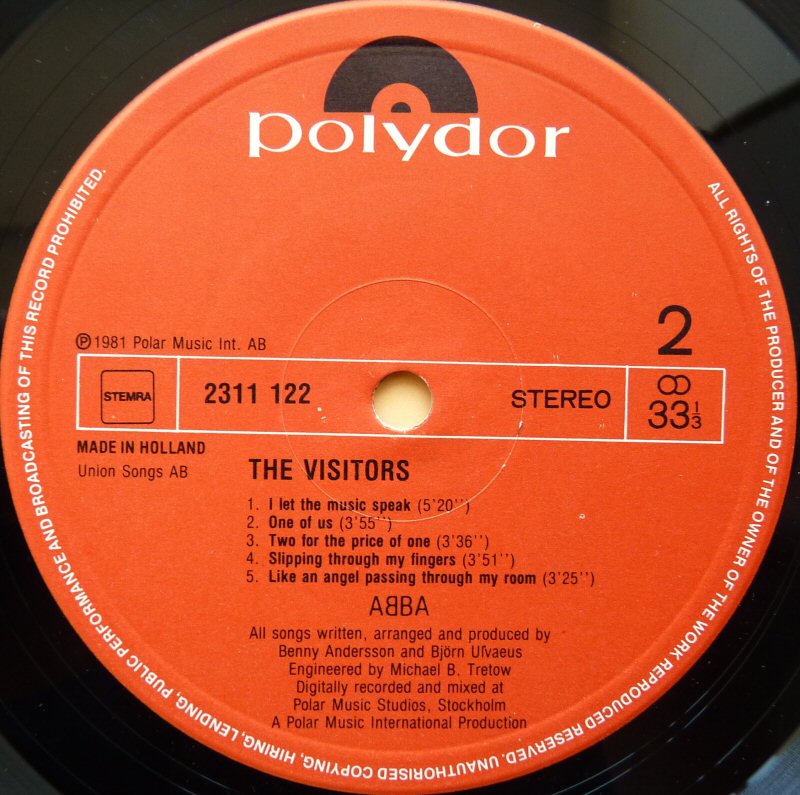 polydor
ALL RIGHTS OF THE PRODUCER AND OF THE OWNER OF THE WORK REPRODUCED RESERVED. UNAUTHORISED COPYING, HIRING, LENDING, PUBLIC PERFORMANCE AND BROADCASTING OF THIS RECORD PROHIBITED.
2
Ⓟ1981 Polar Music Int. AB
STEMRA
2311 122
STEREO
33 1/3
MADE IN HOLLAND
Union Songs AB
THE VISITORS
1. I let the music speak (5'20'')
2. One of us (3'55'')
3. Two for the price of one (3'36'')
4. Slipping through my fingers (3'51'')
5. Like an angel passing through my room (3'25'')
AᗺBA
All songs written, arranged and produced by
Benny Andersson and Björn Ulvaeus
Engineered by Michael B. Tretow
Digitally recorded and mixed at
Polar Music Studios, Stockholm
A Polar Music International Production